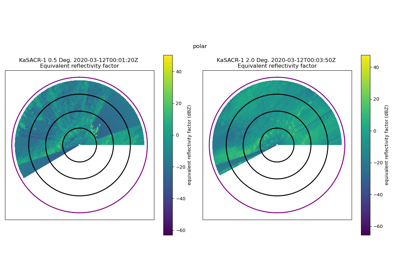 polar
KaSACR-1 0.5 Deg. 2020-03-12T00:01:20Z
Equivalent reflectivity factor
40
20
0
−20
−40
−60
equivalent reflectivity factor (dBZ)
KaSACR-1 2.0 Deg. 2020-03-12T00:03:50Z
Equivalent reflectivity factor
40
20
0
−20
−40
−60
equivalent reflectivity factor (dBZ)